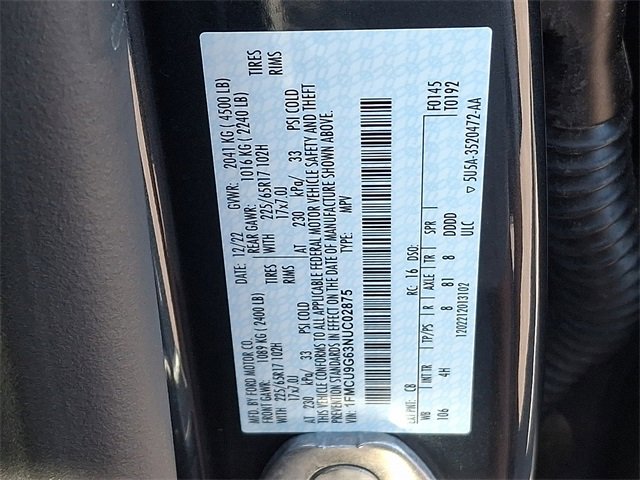 MFD. BY FORD MOTOR CO. DATE: 12/22 GVWR: 2041 KG ( 4500 LB)
FRONT GAWR: 1089 KG ( 2400 LB) REAR GAWR: 1016 KG ( 2240 LB)
WITH 225/65R17 102H TIRES WITH 225/65R17 102H TIRES
17x7.0J RIMS 17x7.0J RIMS
AT 230 kPa/ 33 PSI COLD AT 230 kPa/ 33 PSI COLD
THIS VEHICLE CONFORMS TO ALL APPLICABLE FEDERAL MOTOR VEHICLE SAFETY AND THEFT
PREVENTION STANDARDS IN EFFECT ON THE DATE OF MANUFACTURE SHOWN ABOVE.
VIN: 1FMCU9G63NUC02875 TYPE: MPV
F0145
T0192
EXT PNT: C8 RC: 16 DSO:
WB INT TR TP/PS R AXLE TR SPR
106 4H 8 81 8 DDDD
1202212013102 ULC
5U5A-3520472-AA